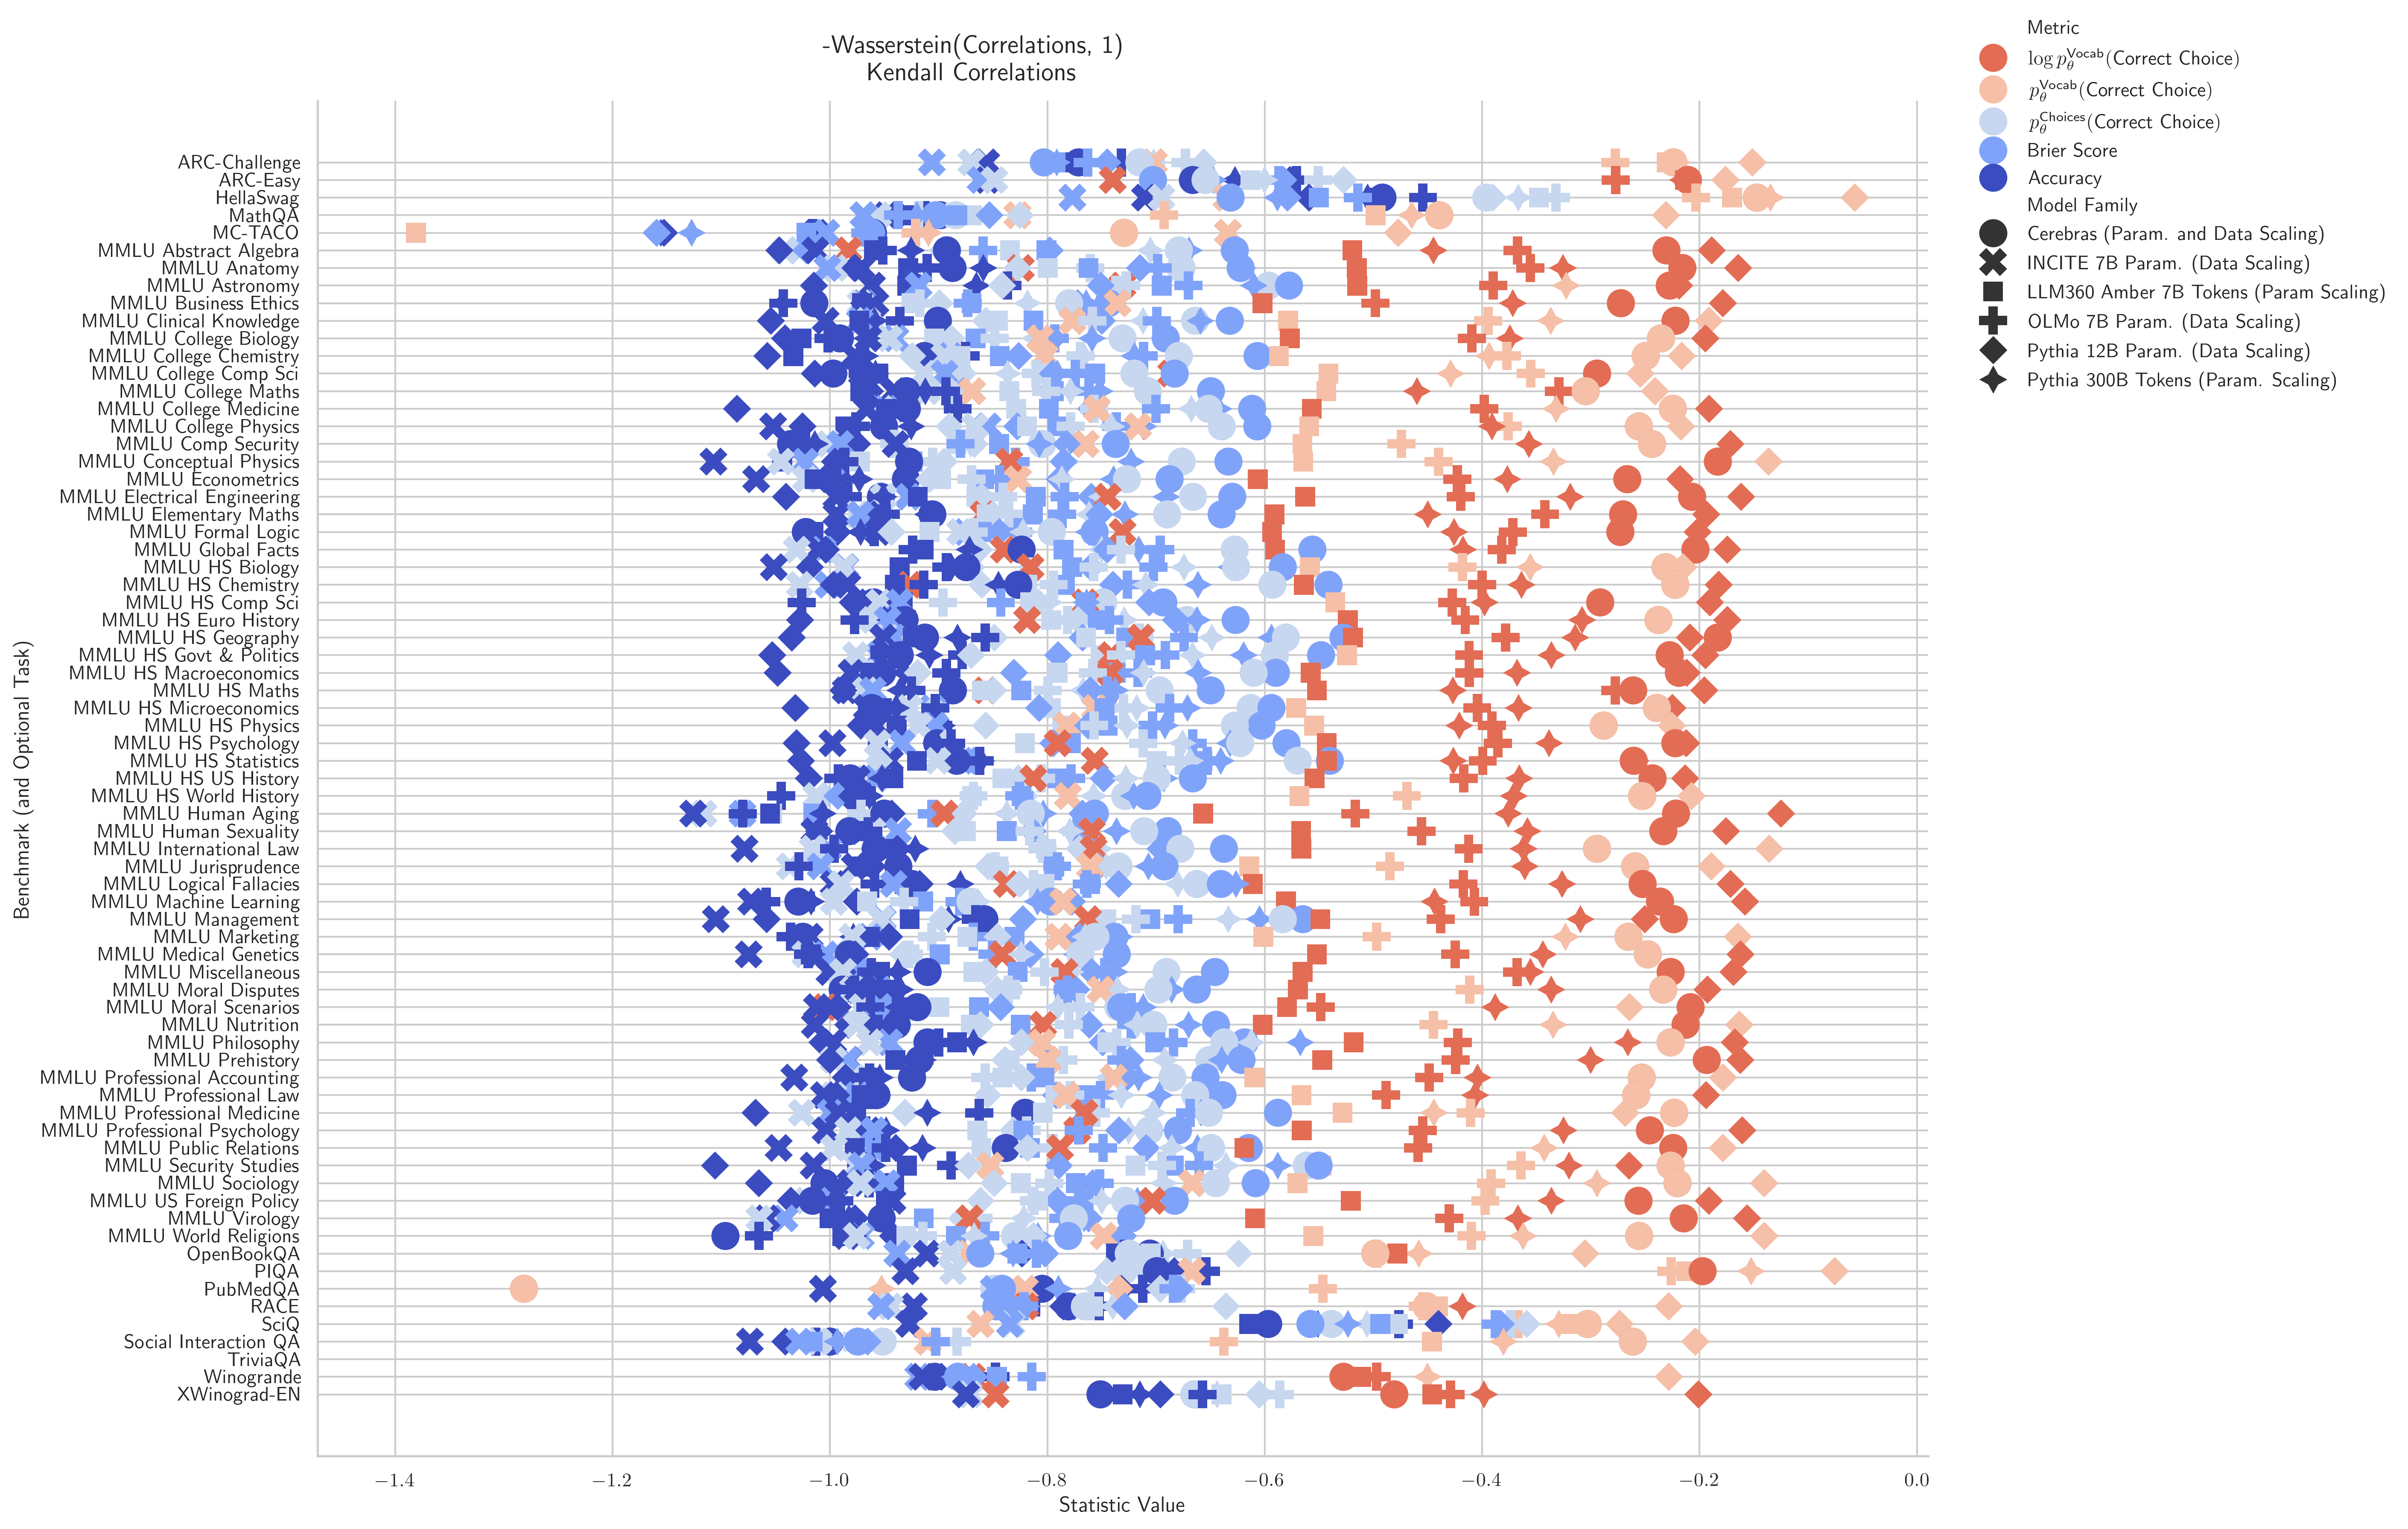 -Wasserstein(Correlations, 1)
Kendall Correlations
Metric
log p_θ^Vocab(Correct Choice)
p_θ^Vocab(Correct Choice)
p_θ^Choices(Correct Choice)
Brier Score
Accuracy
Model Family
Cerebras (Param. and Data Scaling)
INCITE 7B Param. (Data Scaling)
LLM360 Amber 7B Tokens (Param Scaling)
OLMo 7B Param. (Data Scaling)
Pythia 12B Param. (Data Scaling)
Pythia 300B Tokens (Param. Scaling)
Benchmark (and Optional Task)
ARC-Challenge
ARC-Easy
HellaSwag
MathQA
MC-TACO
MMLU Abstract Algebra
MMLU Anatomy
MMLU Astronomy
MMLU Business Ethics
MMLU Clinical Knowledge
MMLU College Biology
MMLU College Chemistry
MMLU College Comp Sci
MMLU College Maths
MMLU College Medicine
MMLU College Physics
MMLU Comp Security
MMLU Conceptual Physics
MMLU Econometrics
MMLU Electrical Engineering
MMLU Elementary Maths
MMLU Formal Logic
MMLU Global Facts
MMLU HS Biology
MMLU HS Chemistry
MMLU HS Comp Sci
MMLU HS Euro History
MMLU HS Geography
MMLU HS Govt & Politics
MMLU HS Macroeconomics
MMLU HS Maths
MMLU HS Microeconomics
MMLU HS Physics
MMLU HS Psychology
MMLU HS Statistics
MMLU HS US History
MMLU HS World History
MMLU Human Aging
MMLU Human Sexuality
MMLU International Law
MMLU Jurisprudence
MMLU Logical Fallacies
MMLU Machine Learning
MMLU Management
MMLU Marketing
MMLU Medical Genetics
MMLU Miscellaneous
MMLU Moral Disputes
MMLU Moral Scenarios
MMLU Nutrition
MMLU Philosophy
MMLU Prehistory
MMLU Professional Accounting
MMLU Professional Law
MMLU Professional Medicine
MMLU Professional Psychology
MMLU Public Relations
MMLU Security Studies
MMLU Sociology
MMLU US Foreign Policy
MMLU Virology
MMLU World Religions
OpenBookQA
PIQA
PubMedQA
RACE
SciQ
Social Interaction QA
TriviaQA
Winogrande
XWinograd-EN
−1.4 −1.2 −1.0 −0.8 −0.6 −0.4 −0.2 0.0
Statistic Value